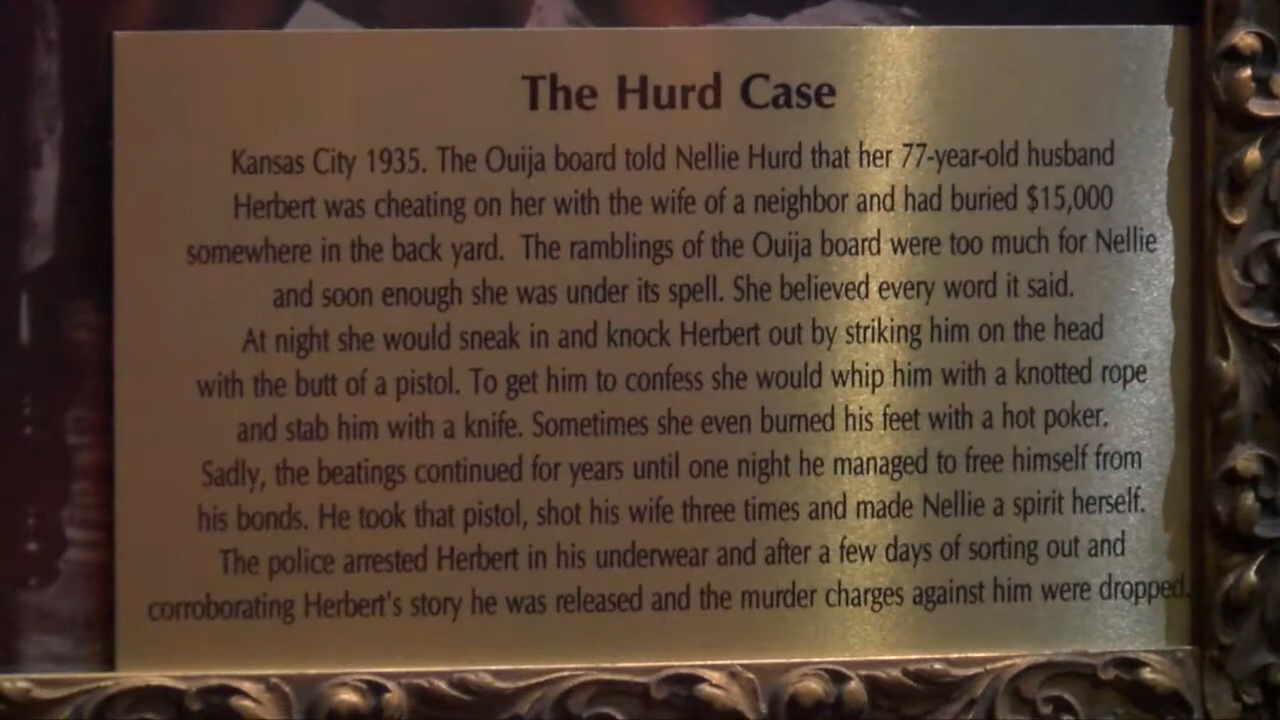 The Hurd Case
Kansas City 1935. The Ouija board told Nellie Hurd that her 77-year-old husband
Herbert was cheating on her with the wife of a neighbor and had buried $15,000
somewhere in the back yard. The ramblings of the Ouija board were too much for Nellie
and soon enough she was under its spell. She believed every word it said.
At night she would sneak in and knock Herbert out by striking him on the head
with the butt of a pistol. To get him to confess she would whip him with a knotted rope
and stab him with a knife. Sometimes she even burned his feet with a hot poker.
Sadly, the beatings continued for years until one night he managed to free himself from
his bonds. He took that pistol, shot his wife three times and made Nellie a spirit herself.
The police arrested Herbert in his underwear and after a few days of sorting out and
corroborating Herbert's story he was released and the murder charges against him were dropped.